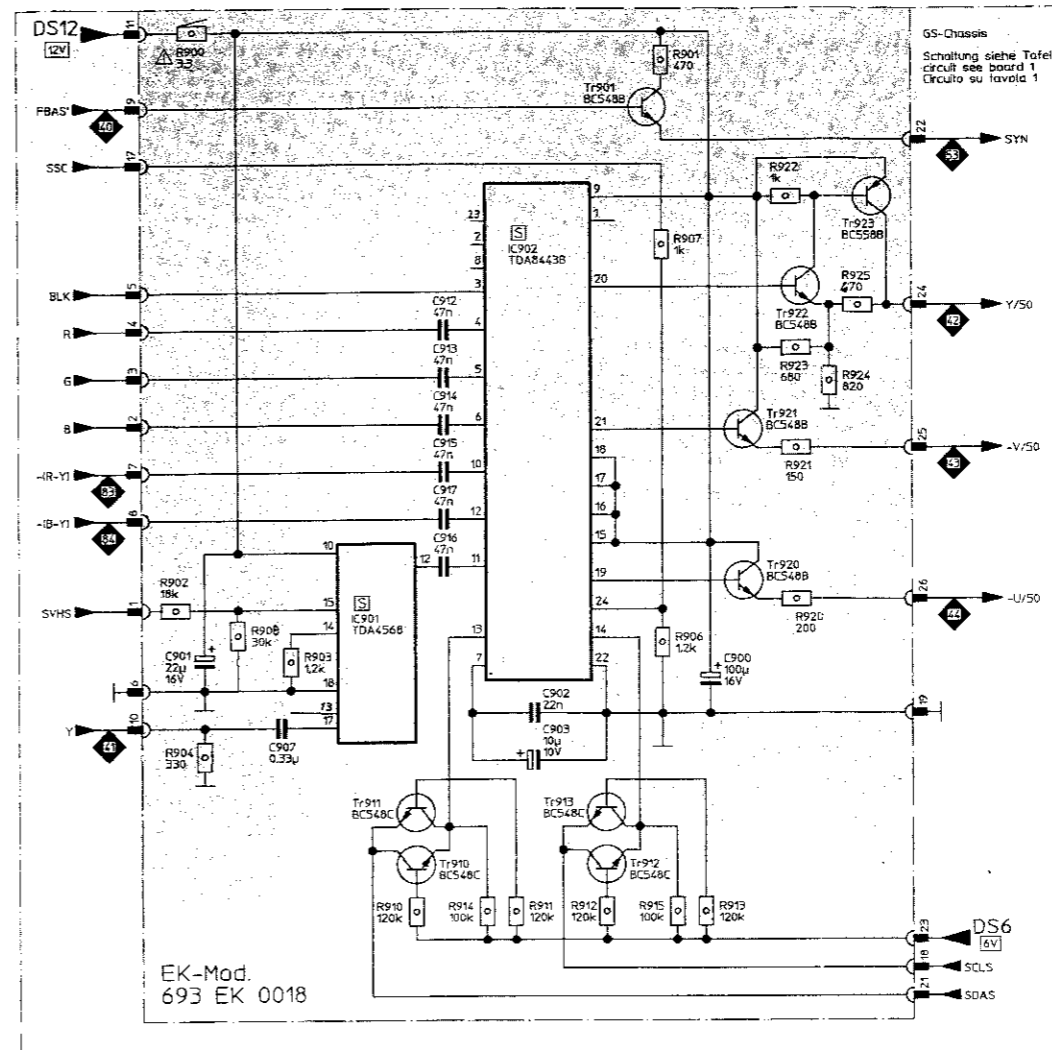 DS12
12V
11
R900
3.3
R901
470
Tr901
BC548B
GS-Chassis
Schaltung siehe Tafel
circuit see board 1
Circuito su tavola 1
FBAS'
9
40
22
SYN
53
SSC
17
R922
1k
Tr923
BC558B
9
23
1
S
IC902
TDA8443B
2
8
R907
1k
20
R925
470
24
Y/50
42
Tr922
BC548B
BLK
5
3
C912
47n
R
4
4
C913
47n
G
3
5
C914
47n
B
2
6
R923
680
R924
820
Tr921
BC548B
21
25
-V/50
43
R921
150
C915
47n
-(R-Y)
7
83
10
18
17
16
15
C917
47n
-(B-Y)
8
84
12
C916
47n
10
12
11
Tr920
BC548B
19
26
-U/50
44
R920
200
R902
18k
SVHS
1
15
S
IC901
TDA4568
14
24
R908
30k
R903
1,2k
C901
22µ
16V
+
13
14
7
22
R906
1,2k
C900
100µ
16V
+
6
18
C902
22n
19
13
Y
10
41
17
C903
10µ
10V
+
R904
330
C907
0.33µ
Tr911
BC548C
Tr913
BC548C
Tr910
BC548C
Tr912
BC548C
R910
120k
R914
100k
R911
120k
R912
120k
R915
100k
R913
120k
23
DS6
6V
18
SCLS
21
SDAS
EK-Mod.
693 EK 0018